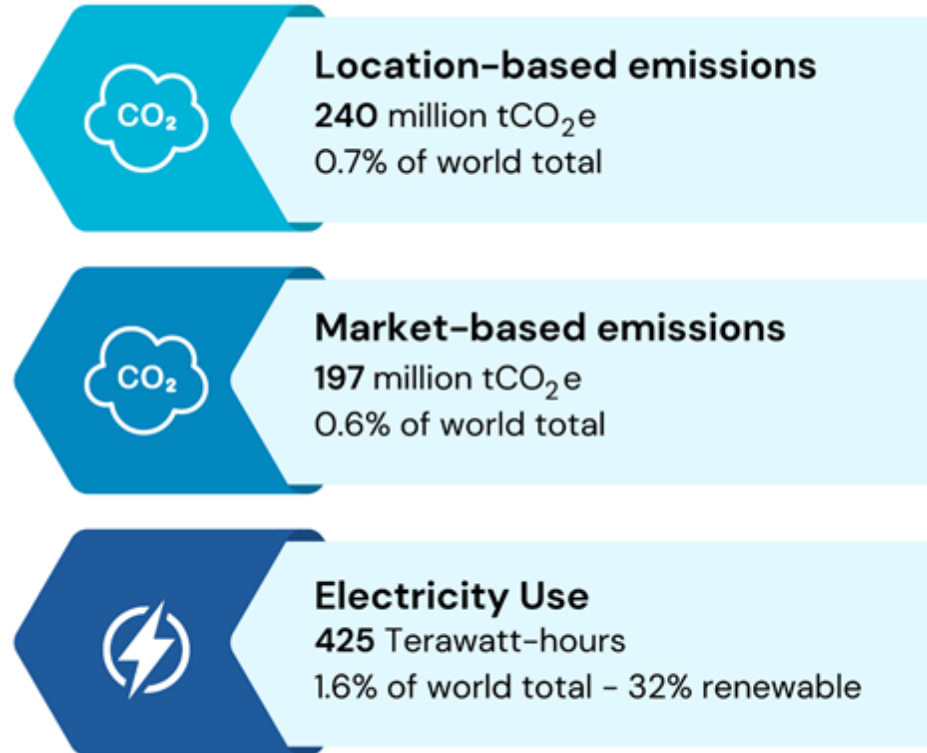 CO₂
Location-based emissions
240 million tCO₂e
0.7% of world total
CO₂
Market-based emissions
197 million tCO₂e
0.6% of world total
Electricity Use
425 Terawatt-hours
1.6% of world total - 32% renewable